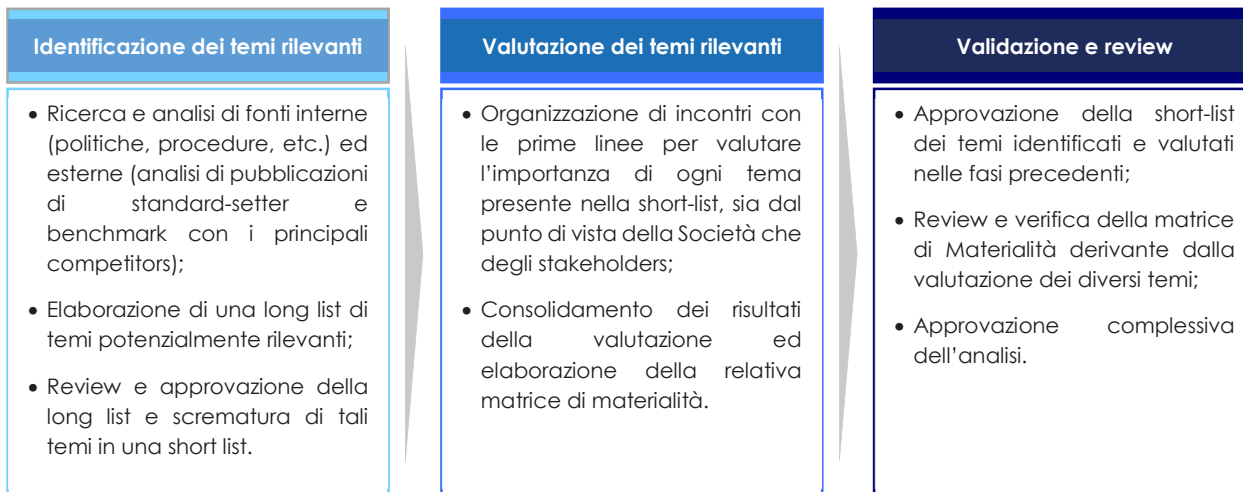 Identificazione dei temi rilevanti
• Ricerca e analisi di fonti interne
(politiche, procedure, etc.) ed
esterne (analisi di pubblicazioni
di standard-setter e
benchmark con i principali
competitors);
• Elaborazione di una long list di
temi potenzialmente rilevanti;
• Review e approvazione della
long list e scrematura di tali
temi in una short list.
Valutazione dei temi rilevanti
• Organizzazione di incontri con
le prime linee per valutare
l'importanza di ogni tema
presente nella short-list, sia dal
punto di vista della Società che
degli stakeholders;
• Consolidamento dei risultati
della valutazione ed
elaborazione della relativa
matrice di materialità.
Validazione e review
• Approvazione della short-list
dei temi identificati e valutati
nelle fasi precedenti;
• Review e verifica della matrice
di Materialità derivante dalla
valutazione dei diversi temi;
• Approvazione complessiva
dell'analisi.